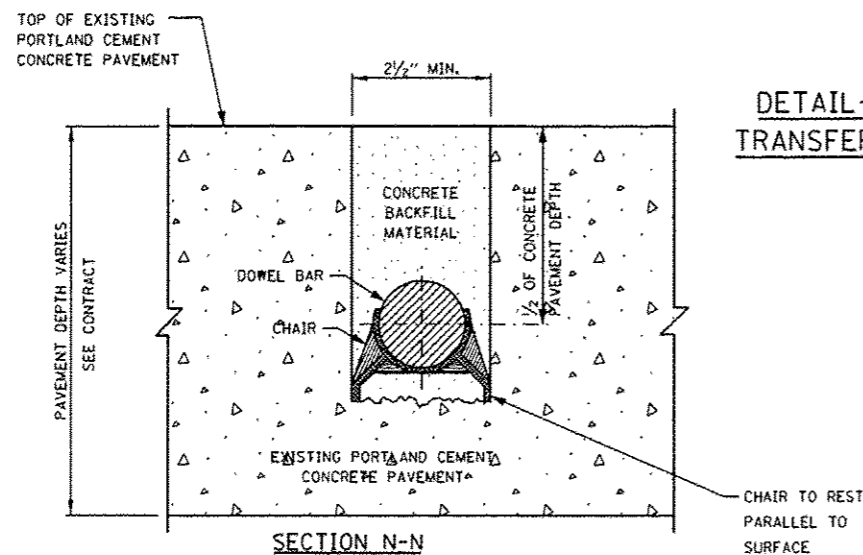 TOP OF EXISTING
PORTLAND CEMENT
CONCRETE PAVEMENT
2½" MIN.
DETAIL-
TRANSFER
PAVEMENT DEPTH VARIES
SEE CONTRACT
CONCRETE
BACKFILL
MATERIAL
½ OF CONCRETE
PAVEMENT DEPTH
DOWEL BAR
CHAIR
EXISTING PORTLAND CEMENT
CONCRETE PAVEMENT
CHAIR TO REST
PARALLEL TO
SURFACE
SECTION N-N